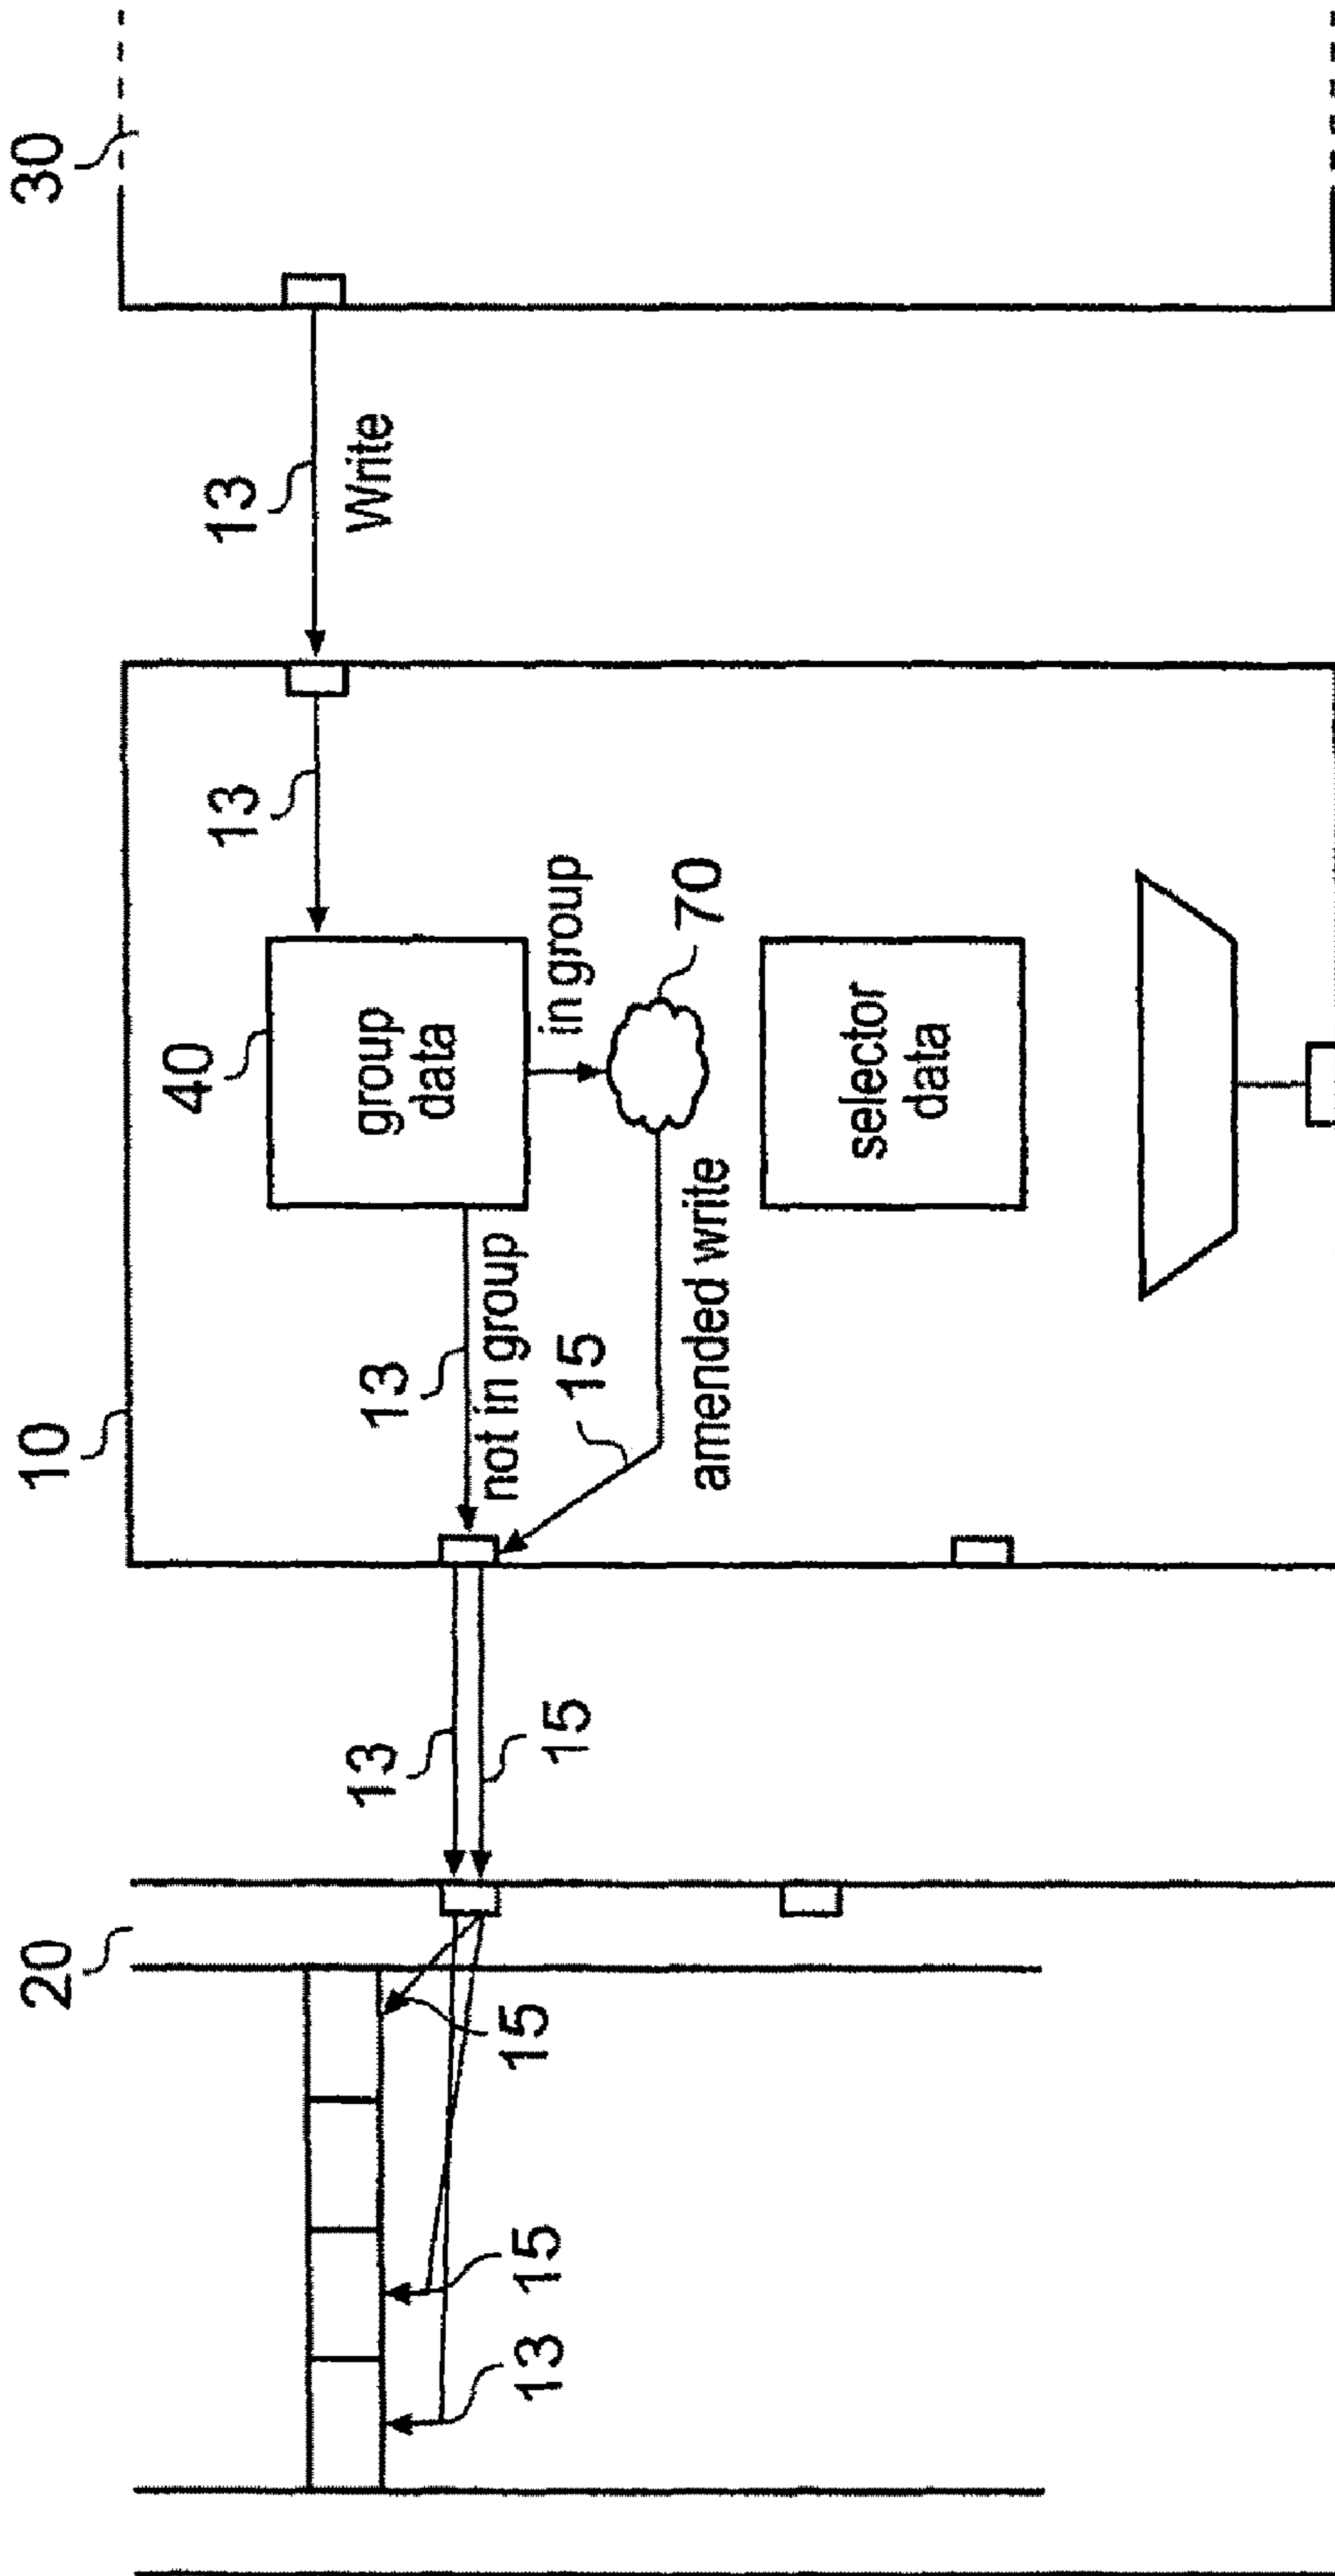 20
10
30
40
13
13
13
13
group
data
Write
13
15
15
15
not in group
in group
15
70
amended write
selector
data